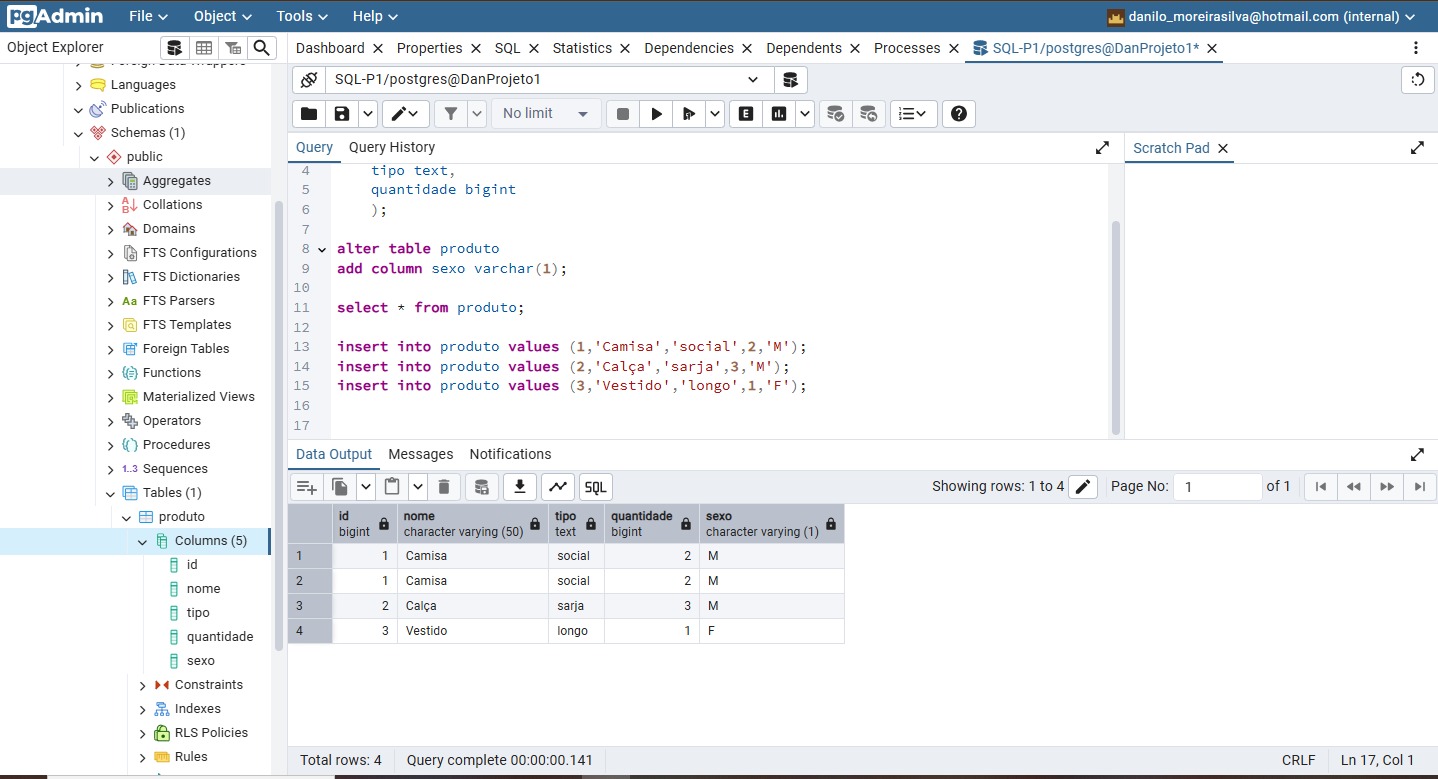 pgAdmin File Object Tools Help danilo_moreirasilva@hotmail.com (internal)
Object Explorer
Dashboard Properties SQL Statistics Dependencies Dependents Processes SQL-P1/postgres@DanProjeto1*
Languages
Publications
Schemas (1)
public
Aggregates
Collations
Domains
FTS Configurations
FTS Dictionaries
Aa FTS Parsers
FTS Templates
Foreign Tables
Functions
Materialized Views
Operators
Procedures
1..3 Sequences
Tables (1)
produto
Columns (5)
id
nome
tipo
quantidade
sexo
Constraints
Indexes
RLS Policies
Rules
SQL-P1/postgres@DanProjeto1
No limit E
Query Query History
Scratch Pad
4 tipo text,
5 quantidade bigint
6 );
7
8 alter table produto
9 add column sexo varchar(1);
10
11 select * from produto;
12
13 insert into produto values (1,'Camisa','social',2,'M');
14 insert into produto values (2,'Calça','sarja',3,'M');
15 insert into produto values (3,'Vestido','longo',1,'F');
16
17
Data Output Messages Notifications
SQL Showing rows: 1 to 4 Page No: 1 of 1
id nome tipo quantidade sexo
bigint character varying (50) text bigint character varying (1)
1 1 Camisa social 2 M
2 1 Camisa social 2 M
3 2 Calça sarja 3 M
4 3 Vestido longo 1 F
Total rows: 4 Query complete 00:00:00.141 CRLF Ln 17, Col 1